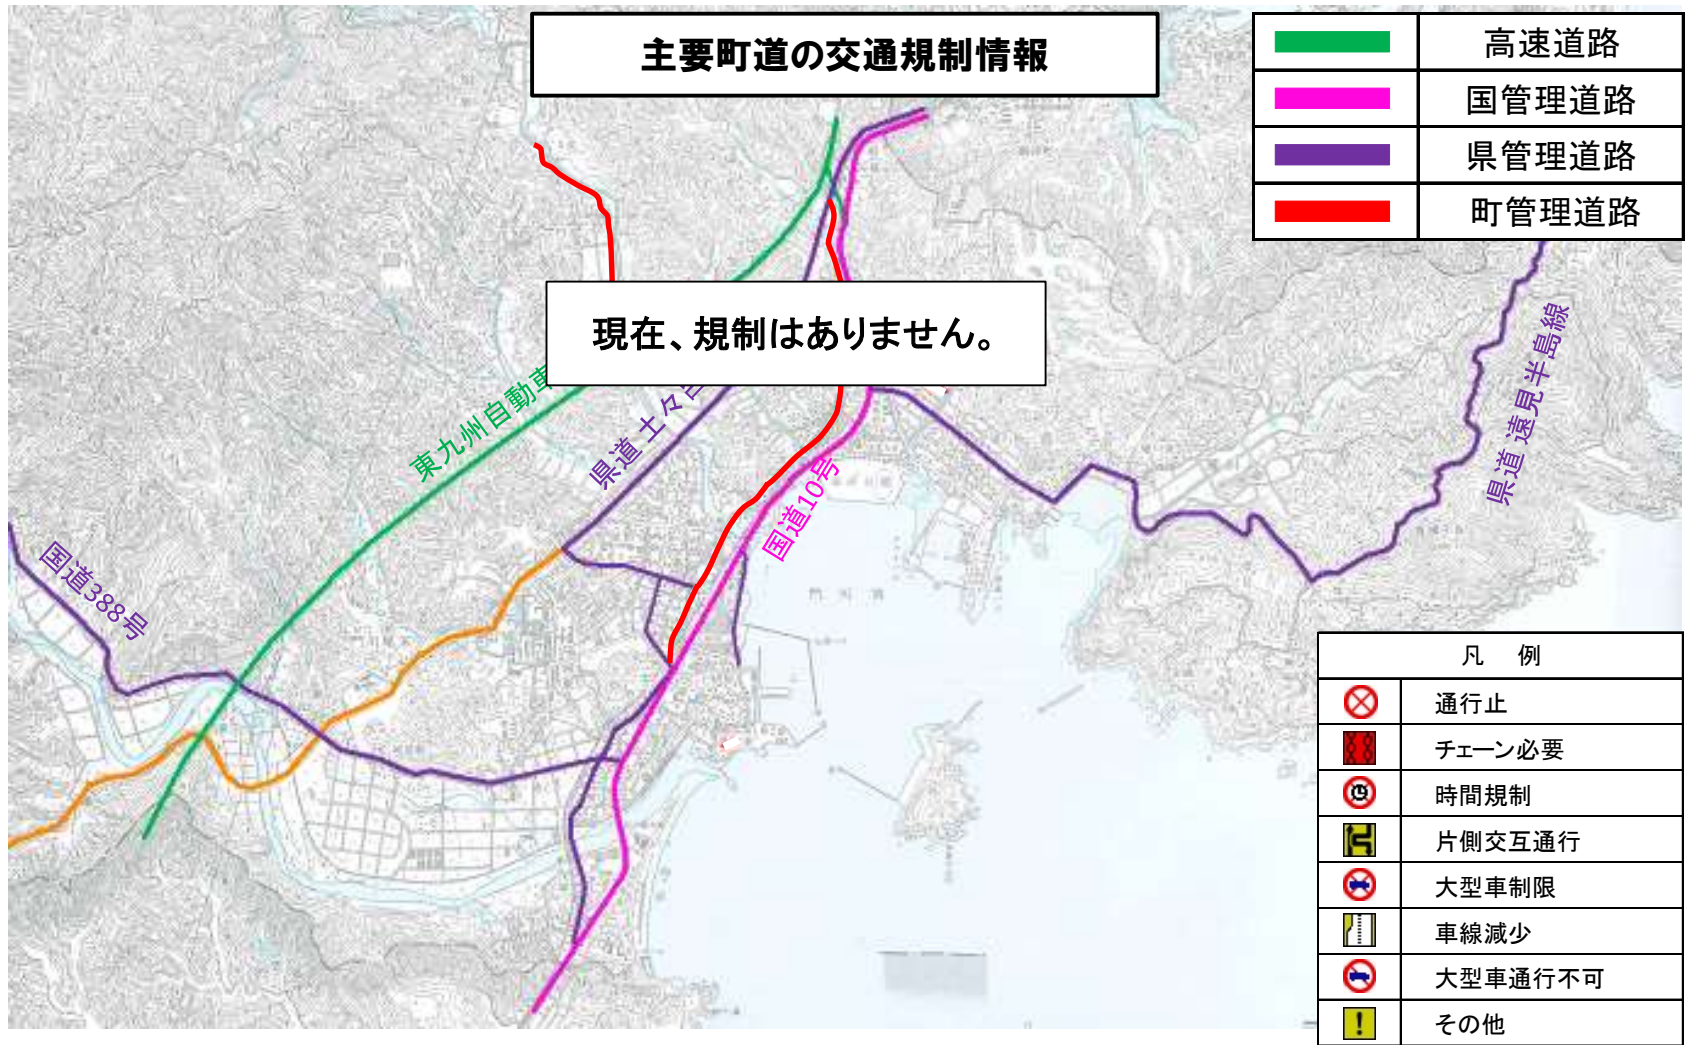 主要町道の交通規制情報
高速道路
国管理道路
県管理道路
町管理道路
現在、規制はありません。
東九州自動車
県道 土々呂
国道10号
県道 遠見半島線
国道388号
凡 例
通行止
チェーン必要
時間規制
片側交互通行
大型車制限
車線減少
大型車通行不可
その他